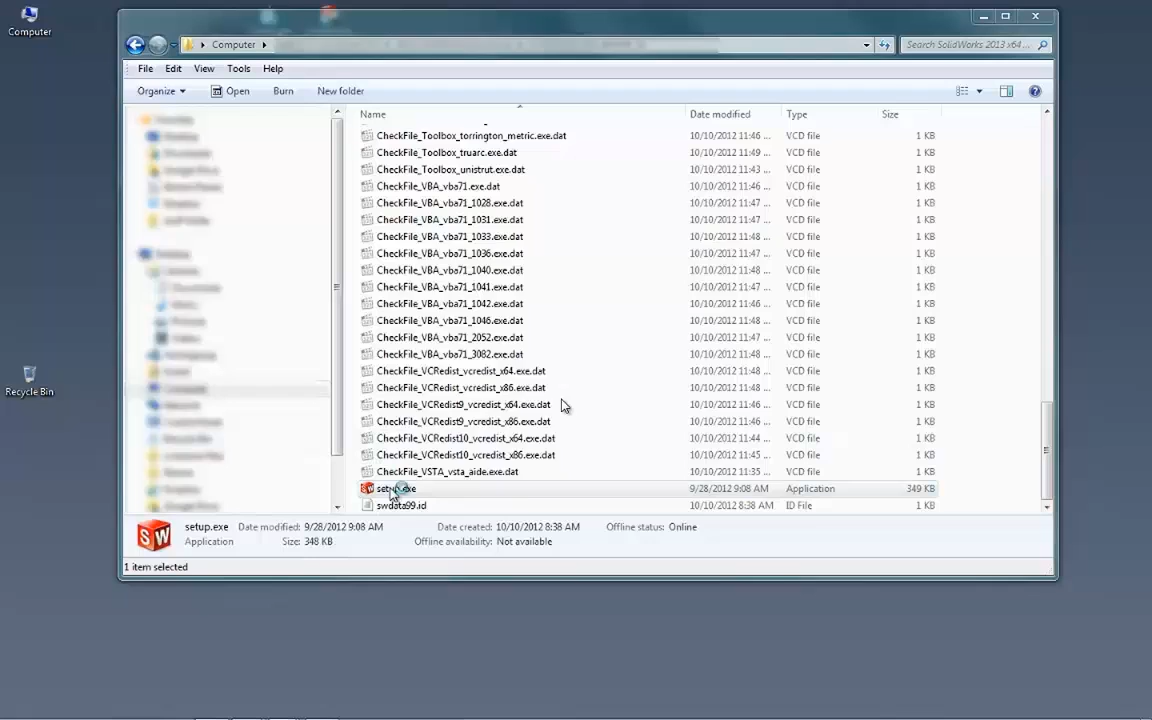 Computer
Computer
Search SolidWorks 2013 x64 ...
File Edit View Tools Help
Organize Open Burn New folder
Name Date modified Type Size
CheckFile_Toolbox_torrington_metric.exe.dat 10/10/2012 11:46 ... VCD file 1 KB
CheckFile_Toolbox_truarc.exe.dat 10/10/2012 11:49 ... VCD file 1 KB
CheckFile_Toolbox_unistrut.exe.dat 10/10/2012 11:43 ... VCD file 1 KB
CheckFile_VBA_vba71.exe.dat 10/10/2012 11:46 ... VCD file 1 KB
CheckFile_VBA_vba71_1028.exe.dat 10/10/2012 11:47 ... VCD file 1 KB
CheckFile_VBA_vba71_1031.exe.dat 10/10/2012 11:47 ... VCD file 1 KB
CheckFile_VBA_vba71_1033.exe.dat 10/10/2012 11:48 ... VCD file 1 KB
CheckFile_VBA_vba71_1036.exe.dat 10/10/2012 11:47 ... VCD file 1 KB
CheckFile_VBA_vba71_1040.exe.dat 10/10/2012 11:48 ... VCD file 1 KB
CheckFile_VBA_vba71_1041.exe.dat 10/10/2012 11:47 ... VCD file 1 KB
CheckFile_VBA_vba71_1042.exe.dat 10/10/2012 11:46 ... VCD file 1 KB
CheckFile_VBA_vba71_1046.exe.dat 10/10/2012 11:48 ... VCD file 1 KB
CheckFile_VBA_vba71_2052.exe.dat 10/10/2012 11:47 ... VCD file 1 KB
CheckFile_VBA_vba71_3082.exe.dat 10/10/2012 11:48 ... VCD file 1 KB
CheckFile_VCRedist_vcredist_x64.exe.dat 10/10/2012 11:48 ... VCD file 1 KB
CheckFile_VCRedist_vcredist_x86.exe.dat 10/10/2012 11:48 ... VCD file 1 KB
CheckFile_VCRedist9_vcredist_x64.exe.dat 10/10/2012 11:46 ... VCD file 1 KB
CheckFile_VCRedist9_vcredist_x86.exe.dat 10/10/2012 11:46 ... VCD file 1 KB
CheckFile_VCRedist10_vcredist_x64.exe.dat 10/10/2012 11:44 ... VCD file 1 KB
CheckFile_VCRedist10_vcredist_x86.exe.dat 10/10/2012 11:45 ... VCD file 1 KB
CheckFile_VSTA_vsta_aide.exe.dat 10/10/2012 11:35 ... VCD file 1 KB
setup.exe 9/28/2012 9:08 AM Application 349 KB
swdata99.id 10/10/2012 8:38 AM ID File 1 KB
SW
setup.exe Date modified: 9/28/2012 9:08 AM Date created: 10/10/2012 8:38 AM Offline status: Online
Application Size: 348 KB Offline availability: Not available
1 item selected
Recycle Bin